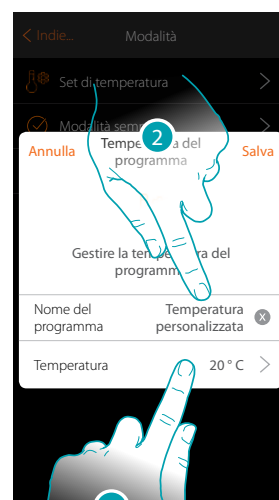 < Indie... Modalità
Set di temperatura
Modalità sem
2
Annulla Temperatura del Salva
programma
Gestire la temperatura del
programma
Nome del Temperatura
programma personalizzata x
Temperatura 20 ° C